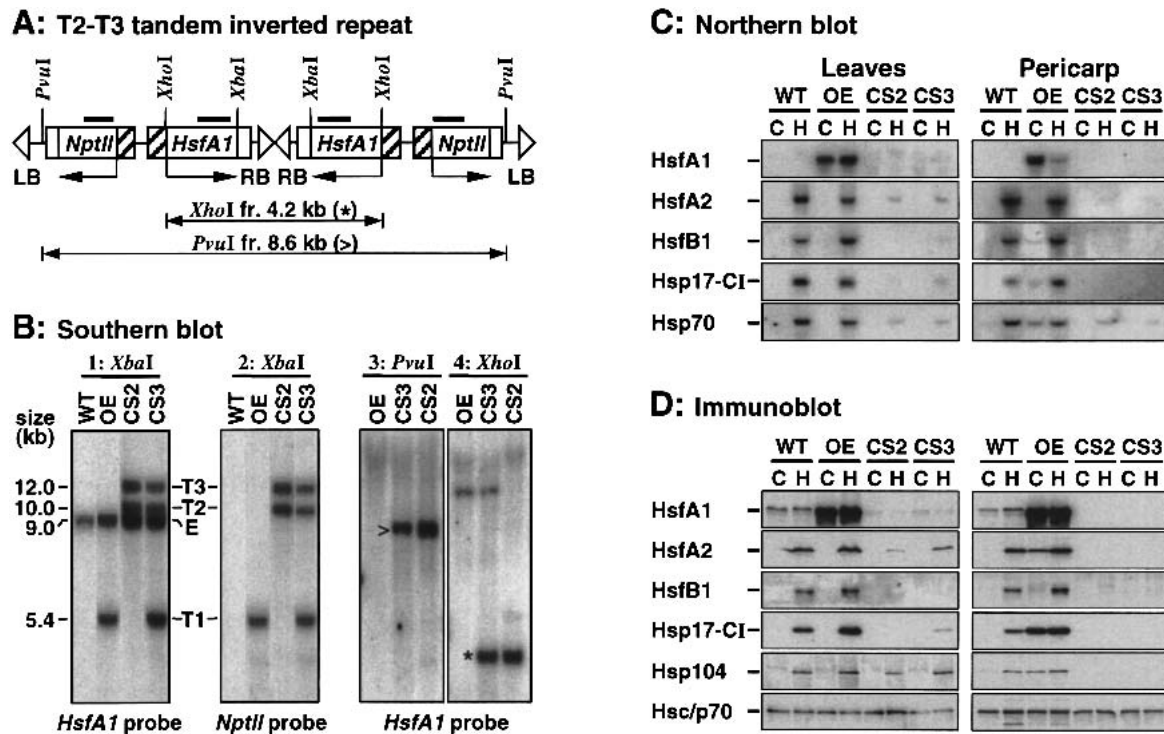 A: T2-T3 tandem inverted repeat
PvuI XhoI XbaI XbaI XhoI PvuI
NptII HsfA1 HsfA1 NptII
LB RB RB LB
XhoI fr. 4.2 kb (*)
PvuI fr. 8.6 kb (>)
B: Southern blot
1: XbaI 2: XbaI 3: PvuI 4: XhoI
size (kb)
WT OE CS2 CS3 WT OE CS2 CS3 OE CS3 CS2 OE CS3 CS2
12.0 T3
10.0 T2
9.0 E
>
5.4 T1
*
HsfA1 probe NptII probe HsfA1 probe
C: Northern blot
Leaves Pericarp
WT OE CS2 CS3 WT OE CS2 CS3
C H C H C H C H C H C H C H C H
HsfA1
HsfA2
HsfB1
Hsp17-CI
Hsp70
D: Immunoblot
WT OE CS2 CS3 WT OE CS2 CS3
C H C H C H C H C H C H C H C H
HsfA1
HsfA2
HsfB1
Hsp17-CI
Hsp104
Hsc/p70